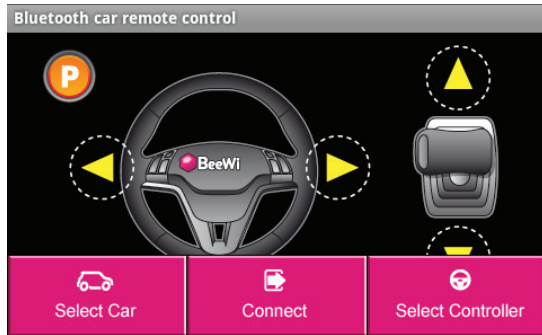 Bluetooth car remote control
P
BeeWi
Select Car
Connect
Select Controller